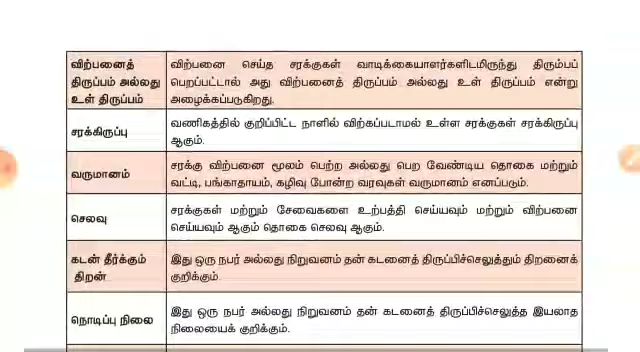 விற்பனைத் திருப்பம் அல்லது உள் திருப்பம்
விற்பனை செய்த சரக்குகள் வாடிக்கையாளர்களிடமிருந்து திரும்பப்
பெறப்பட்டால் அது விற்பனைத் திருப்பம் அல்லது உள் திருப்பம் என்று
அழைக்கப்படுகிறது.
சரக்கிருப்பு
வணிகத்தில் குறிப்பிட்ட நாளில் விற்கப்படாமல் உள்ள சரக்குகள் சரக்கிருப்பு
ஆகும்.
வருமானம்
சரக்கு விற்பனை மூலம் பெற்ற அல்லது பெற வேண்டிய தொகை மற்றும்
வட்டி, பங்காதாயம், கழிவு போன்ற வரவுகள் வருமானம் எனப்படும்.
செலவு
சரக்குகள் மற்றும் சேவைகளை உற்பத்தி செய்யவும் மற்றும் விற்பனை
செய்யவும் ஆகும் தொகை செலவு ஆகும்.
கடன் தீர்க்கும்
திறன்
இது ஒரு நபர் அல்லது நிறுவனம் தன் கடனைத் திருப்பிச்செலுத்தும் திறனைக்
குறிக்கும்
நொடிப்பு நிலை
இது ஒரு நபர் அல்லது நிறுவனம் தன் கடனைத் திருப்பிச்செலுத்த இயலாத
நிலையைக் குறிக்கும்.